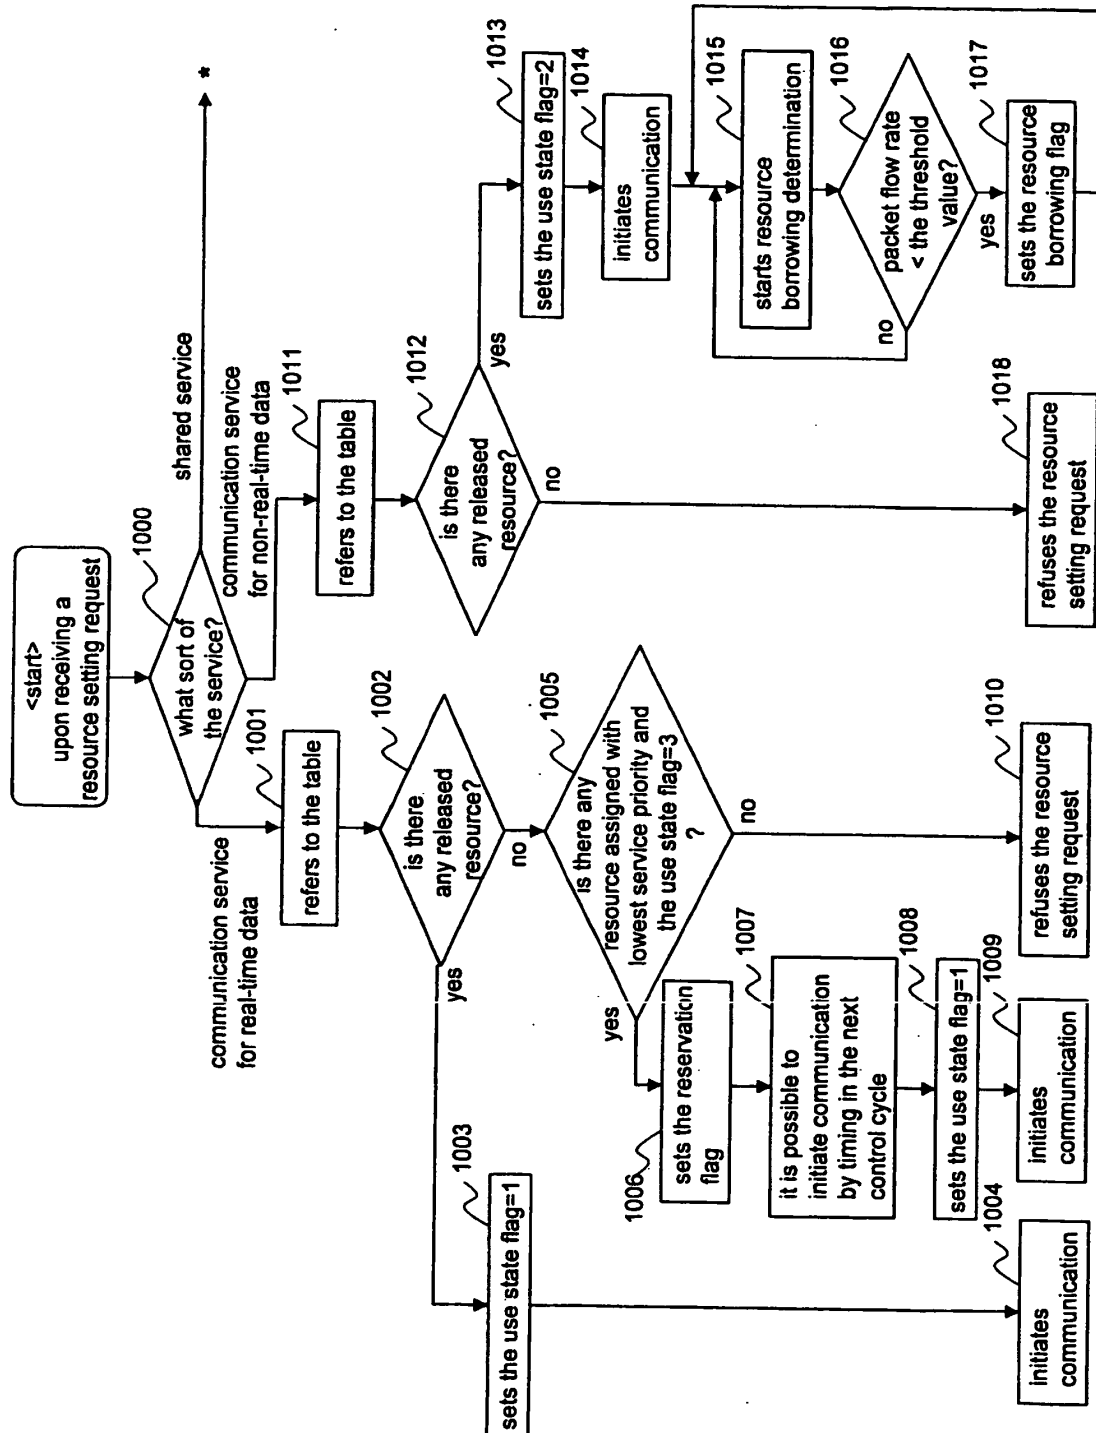 <start>
upon receiving a
resource setting request
1000
what sort of
the service?
shared service
*
communication service
for real-time data
communication service
for non-real-time data
1001
refers to the table
1002
is there
any released
resource?
yes
no
1003
sets the use state flag=1
1004
initiates
communication
1005
is there any
resource assigned with
lowest service priority and
the use state flag=3
?
yes
no
1006
sets the reservation
flag
1007
it is possible to
initiate communication
by timing in the next
control cycle
1008
sets the use state flag=1
1009
initiates
communication
1010
refuses the resource
setting request
1011
refers to the table
1012
is there
any released
resource?
yes
no
1013
sets the use state flag=2
1014
initiates
communication
1015
starts resource
borrowing determination
1016
packet flow rate
< the threshold
value?
no
yes
1017
sets the resource
borrowing flag
1018
refuses the resource
setting request